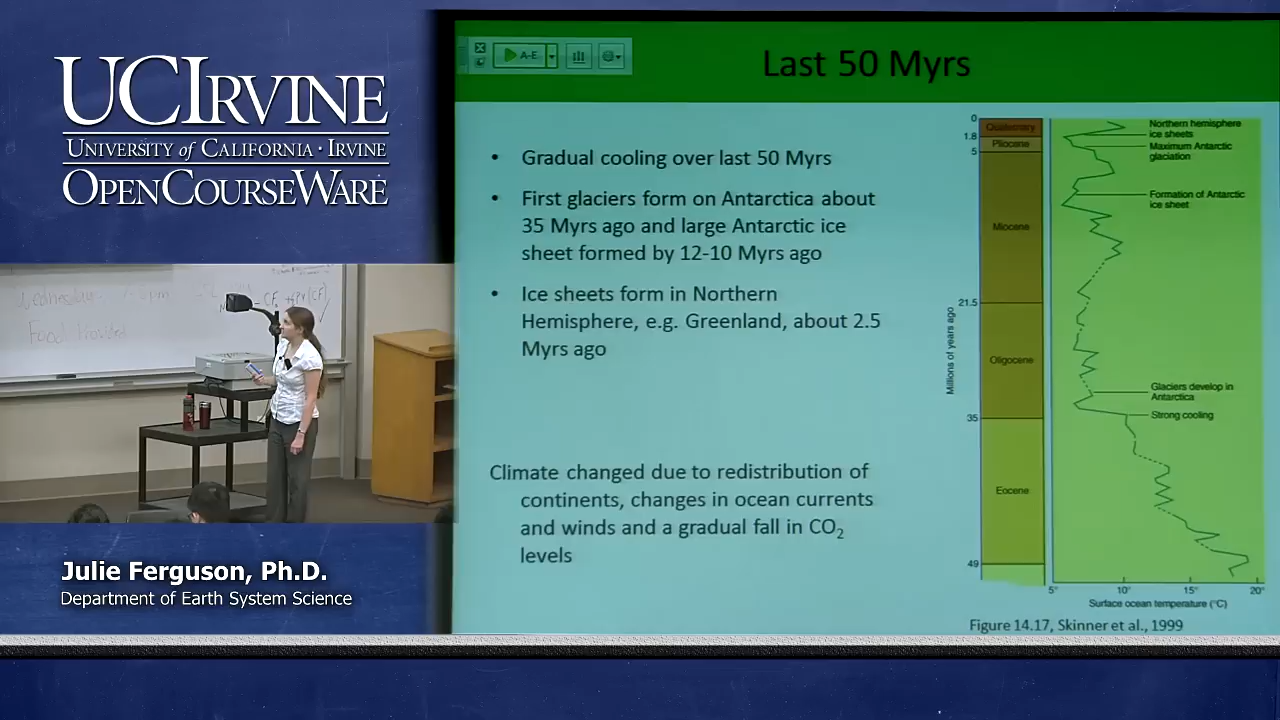 UCIRVINE
UNIVERSITY of CALIFORNIA · IRVINE
OPENCOURSEWARE
Wednesday
Food Provided
Julie Ferguson, Ph.D.
Department of Earth System Science
A-E
Last 50 Myrs
• Gradual cooling over last 50 Myrs
• First glaciers form on Antarctica about
35 Myrs ago and large Antarctic ice
sheet formed by 12-10 Myrs ago
• Ice sheets form in Northern
Hemisphere, e.g. Greenland, about 2.5
Myrs ago
Climate changed due to redistribution of
continents, changes in ocean currents
and winds and a gradual fall in CO₂
levels
0
Quaternary
1.8
Pliocene
5
Miocene
21.5
Oligocene
35
Eocene
49
Millions of years ago
Northern hemisphere
ice sheets
Maximum Antarctic
glaciation
Formation of Antarctic
ice sheet
Glaciers develop in
Antarctica
Strong cooling
5° 10° 15° 20°
Surface ocean temperature (°C)
Figure 14.17, Skinner et al., 1999